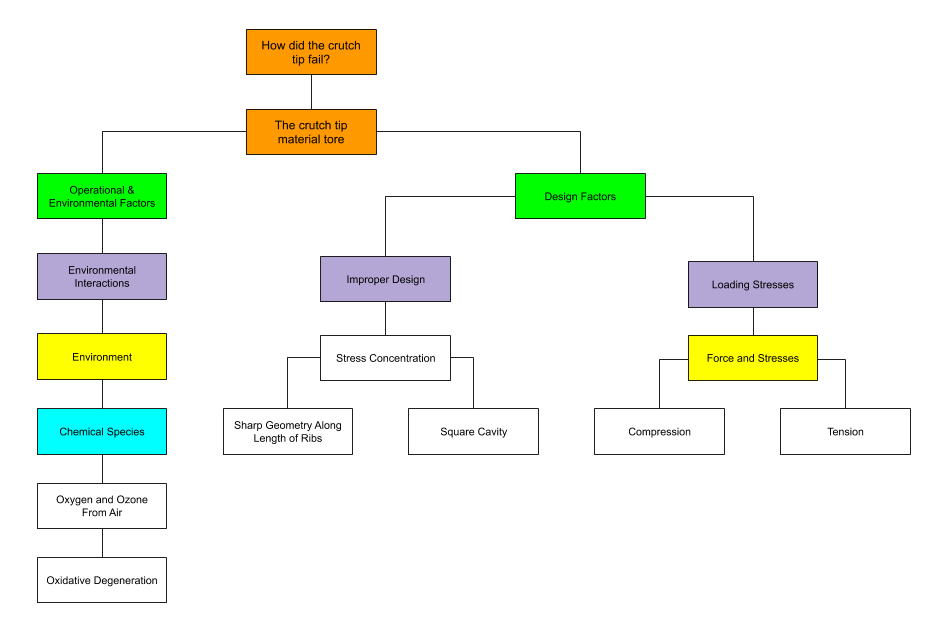 How did the crutch
tip fail?
The crutch tip
material tore
Operational &
Environmental Factors
Design Factors
Environmental
Interactions
Improper Design
Loading Stresses
Environment
Stress Concentration
Force and Stresses
Chemical Species
Sharp Geometry Along
Length of Ribs
Square Cavity
Compression
Tension
Oxygen and Ozone
From Air
Oxidative Degeneration